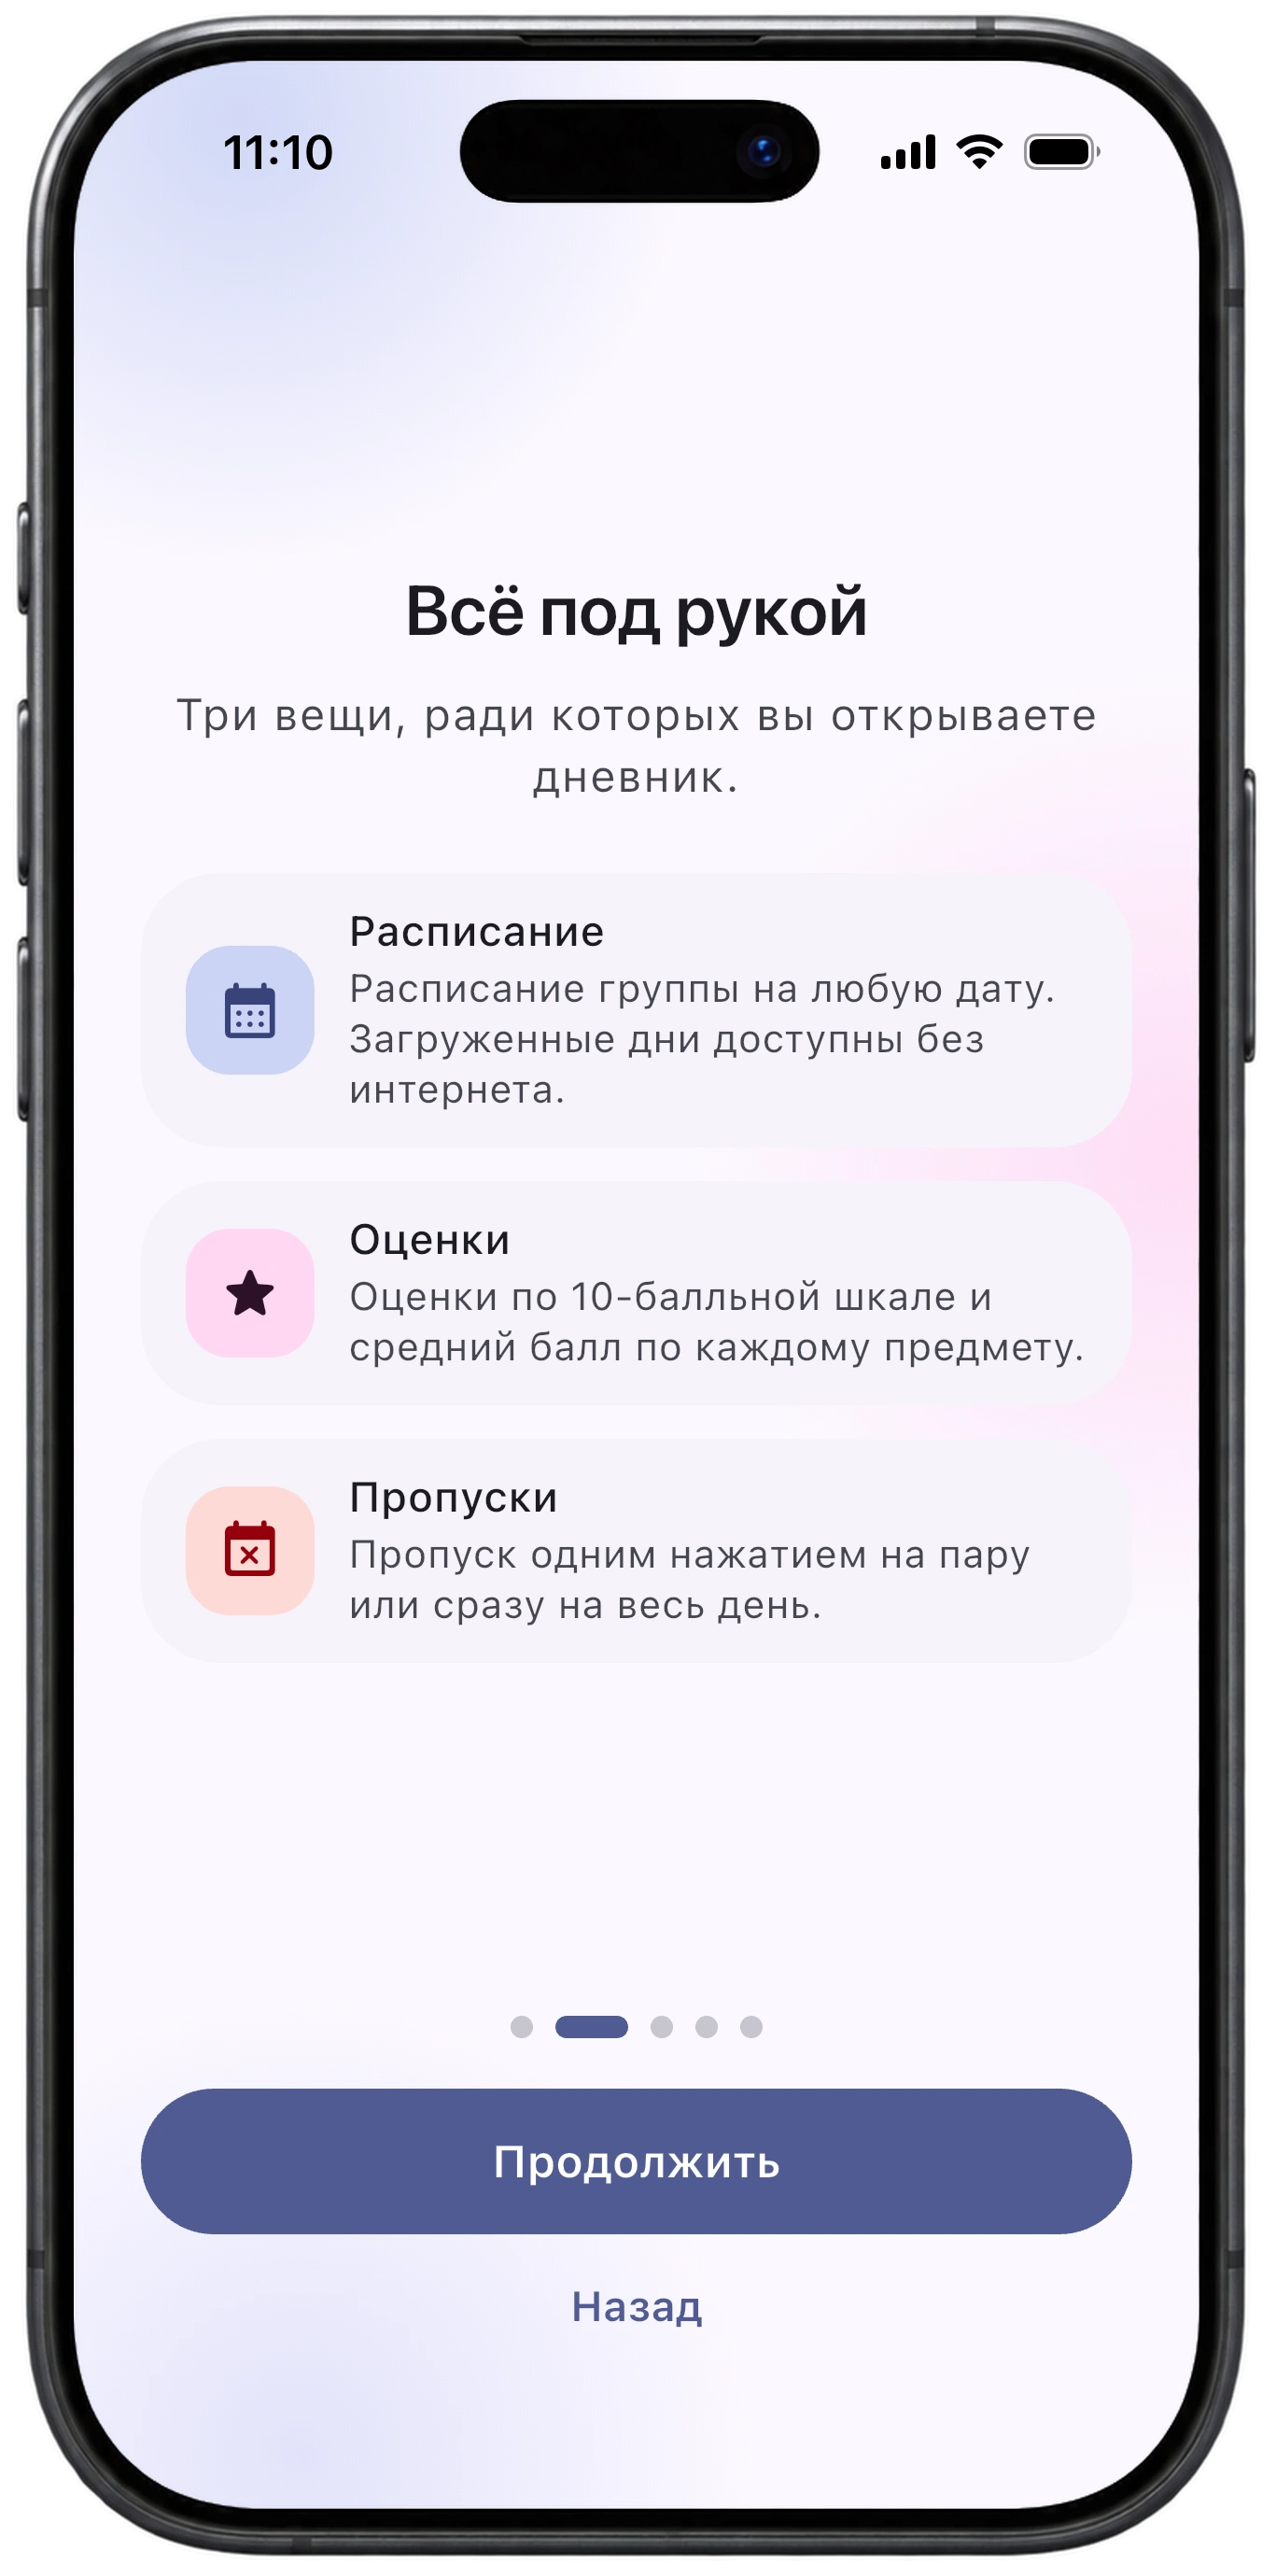 11:10
Всё под рукой
Три вещи, ради которых вы открываете
дневник.
Расписание
Расписание группы на любую дату.
Загруженные дни доступны без
интернета.
Оценки
Оценки по 10-балльной шкале и
средний балл по каждому предмету.
Пропуски
Пропуск одним нажатием на пару
или сразу на весь день.
Продолжить
Назад